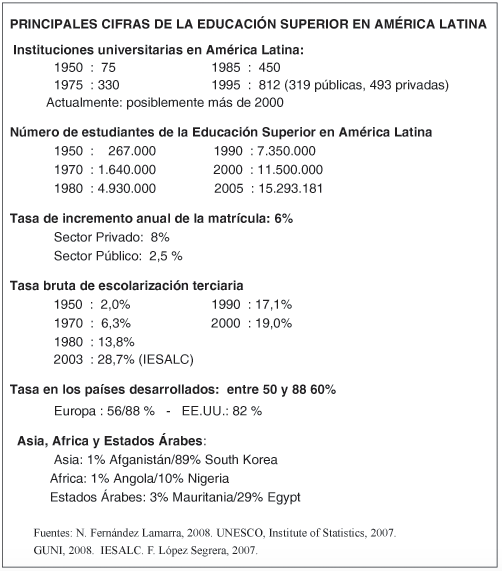 PRINCIPALES CIFRAS DE LA EDUCACIÓN SUPERIOR EN AMÉRICA LATINA
Instituciones universitarias en América Latina:
1950 : 75 1985 : 450
1975 : 330 1995 : 812 (319 públicas, 493 privadas)
Actualmente: posiblemente más de 2000
Número de estudiantes de la Educación Superior en América Latina
1950 : 267.000 1990 : 7.350.000
1970 : 1.640.000 2000 : 11.500.000
1980 : 4.930.000 2005 : 15.293.181
Tasa de incremento anual de la matrícula: 6%
Sector Privado: 8%
Sector Público: 2,5 %
Tasa bruta de escolarización terciaria
1950 : 2,0% 1990 : 17,1%
1970 : 6,3% 2000 : 19,0%
1980 : 13,8%
2003 : 28,7% (IESALC)
Tasa en los países desarrollados: entre 50 y 88 60%
Europa : 56/88 % - EE.UU.: 82 %
Asia, Africa y Estados Árabes:
Asia: 1% Afganistán/89% South Korea
Africa: 1% Angola/10% Nigeria
Estados Árabes: 3% Mauritania/29% Egypt
Fuentes: N. Fernández Lamarra, 2008. UNESCO, Institute of Statistics, 2007.
GUNI, 2008. IESALC. F. López Segrera, 2007.